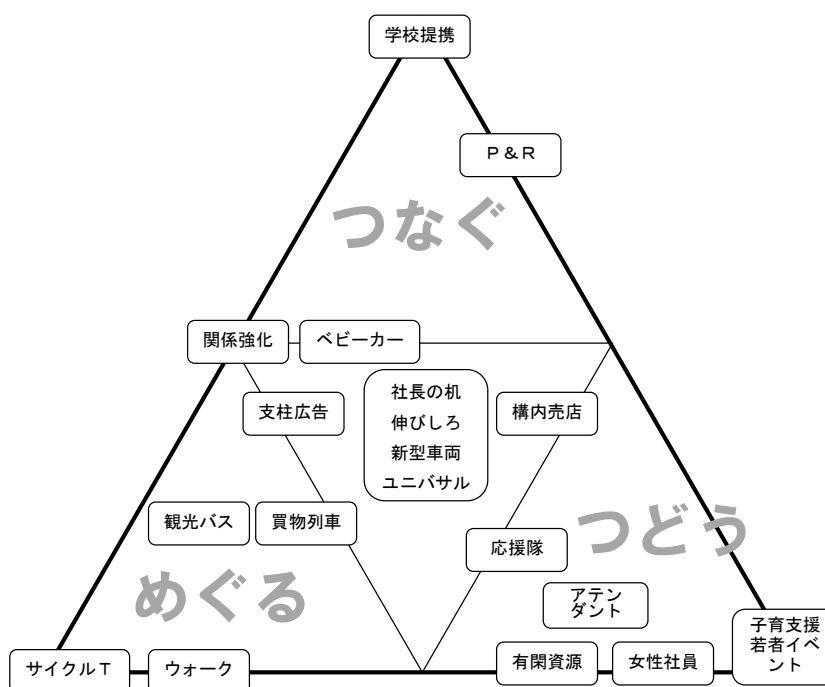 学校提携
P＆R
つなぐ
関係強化
ベビーカー
社長の机
伸びしろ
新型車両
ユニバサル
支柱広告
構内売店
観光バス
買物列車
応援隊
つどう
めぐる
アテン
ダント
子育支援
若者イベ
ント
サイクルT
ウォーク
有閑資源
女性社員